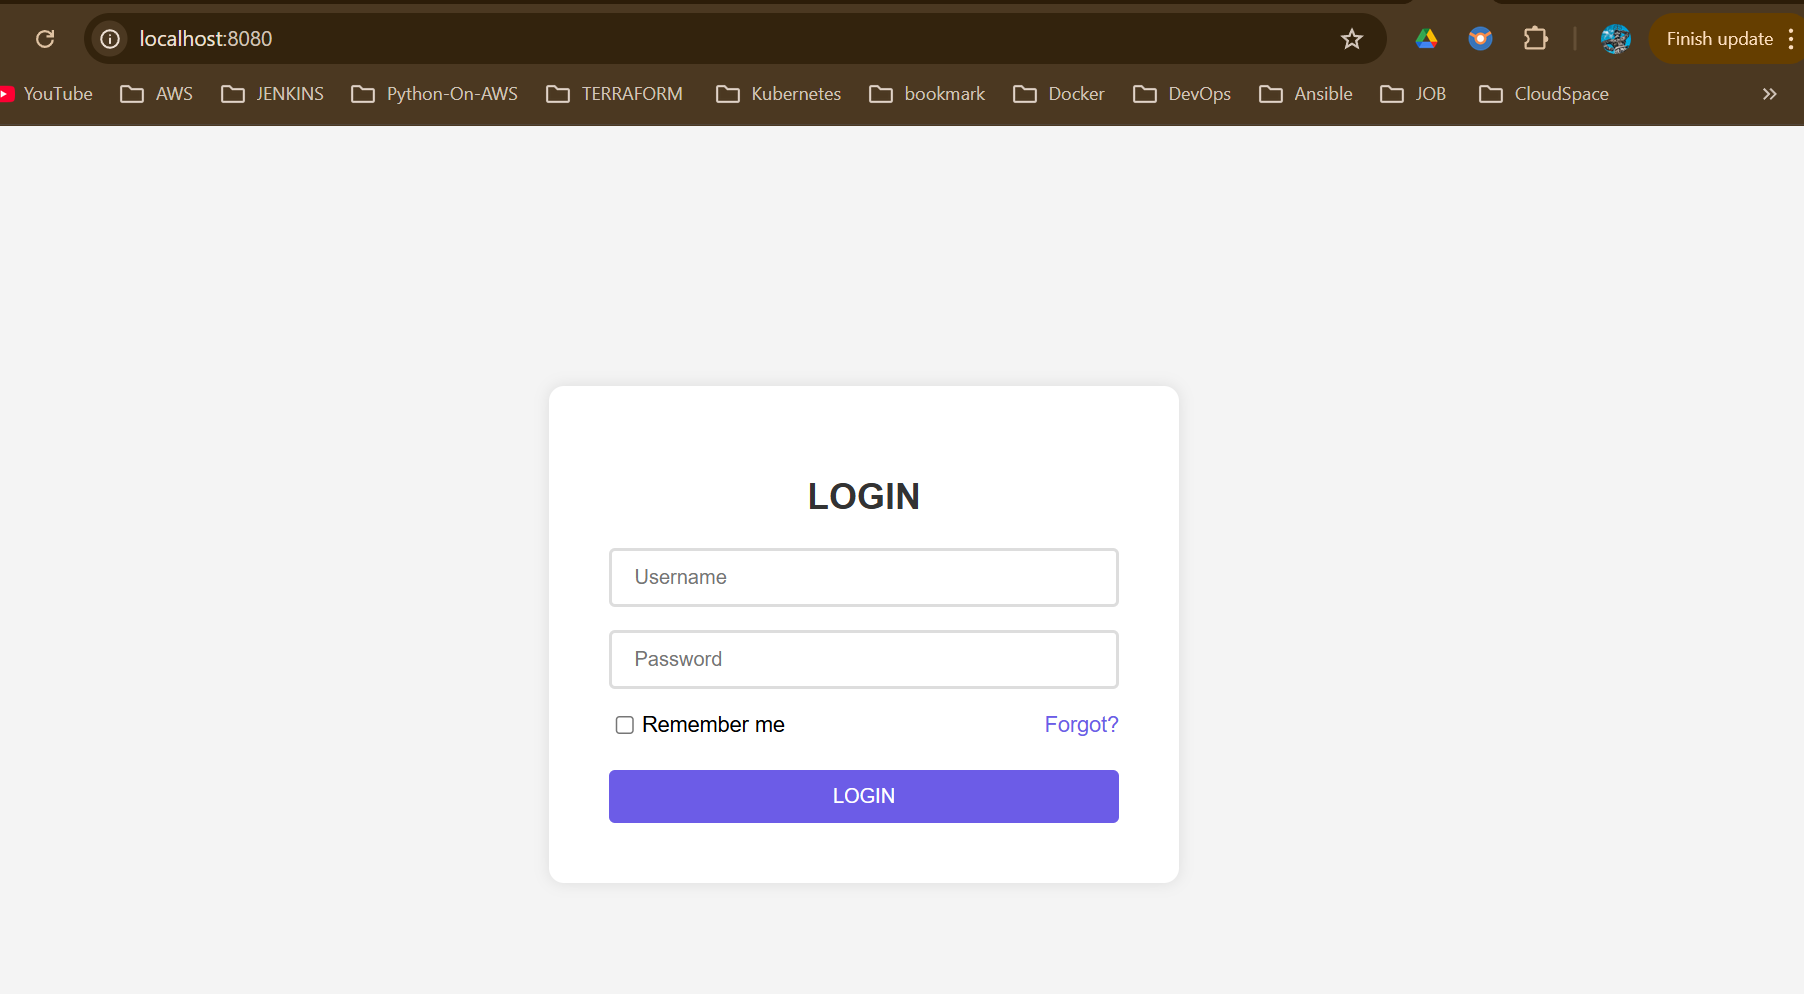 localhost:8080
Finish update
YouTube AWS JENKINS Python-On-AWS TERRAFORM Kubernetes bookmark Docker DevOps Ansible JOB CloudSpace
LOGIN
Username
Password
Remember me Forgot?
LOGIN